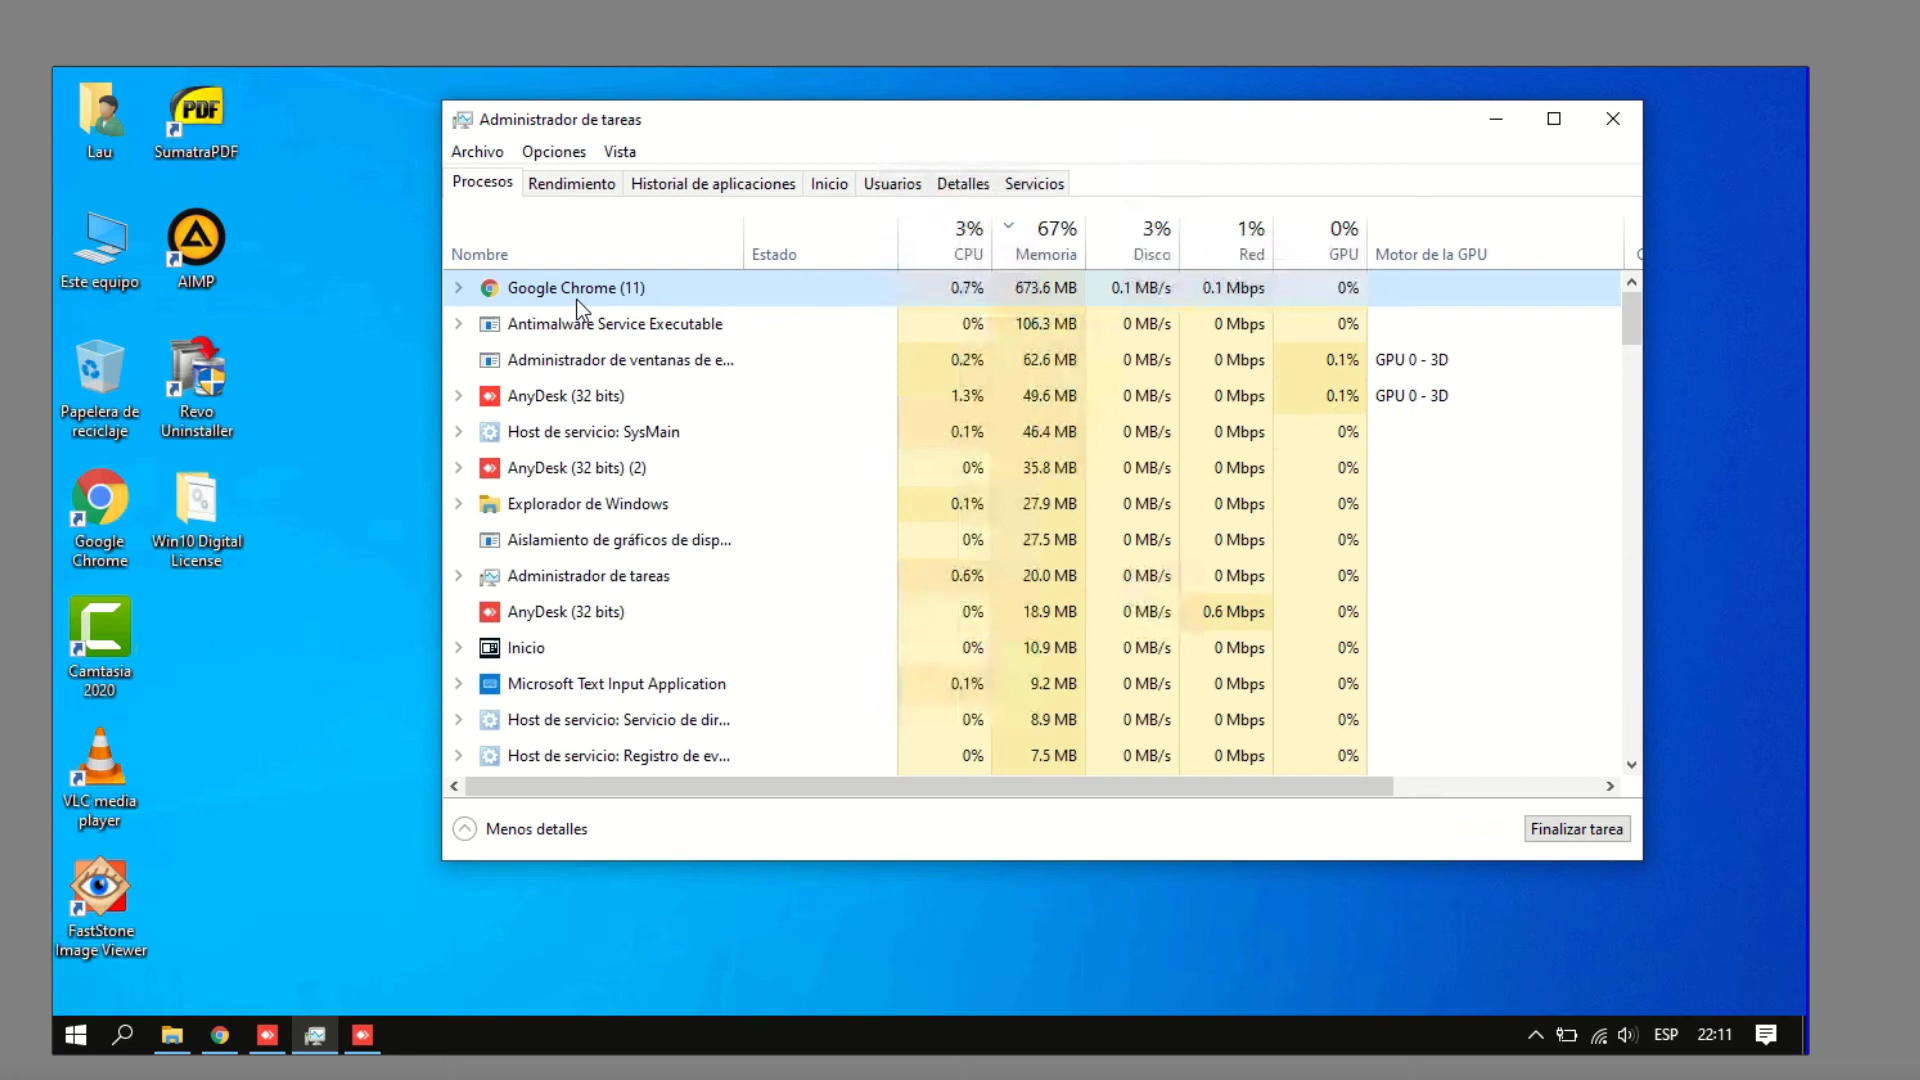 Lau
PDF
SumatraPDF
Este equipo
AIMP
Papelera de
reciclaje
Revo
Uninstaller
Google
Chrome
Win10 Digital
License
Camtasia
2020
VLC media
player
FastStone
Image Viewer
Administrador de tareas
Archivo Opciones Vista
Procesos Rendimiento Historial de aplicaciones Inicio Usuarios Detalles Servicios
3% 67% 3% 1% 0%
Nombre Estado CPU Memoria Disco Red GPU Motor de la GPU
Google Chrome (11) 0.7% 673.6 MB 0.1 MB/s 0.1 Mbps 0%
Antimalware Service Executable 0% 106.3 MB 0 MB/s 0 Mbps 0%
Administrador de ventanas de e... 0.2% 62.6 MB 0 MB/s 0 Mbps 0.1% GPU 0 - 3D
AnyDesk (32 bits) 1.3% 49.6 MB 0 MB/s 0 Mbps 0.1% GPU 0 - 3D
Host de servicio: SysMain 0.1% 46.4 MB 0 MB/s 0 Mbps 0%
AnyDesk (32 bits) (2) 0% 35.8 MB 0 MB/s 0 Mbps 0%
Explorador de Windows 0.1% 27.9 MB 0 MB/s 0 Mbps 0%
Aislamiento de gráficos de disp... 0% 27.5 MB 0 MB/s 0 Mbps 0%
Administrador de tareas 0.6% 20.0 MB 0 MB/s 0 Mbps 0%
AnyDesk (32 bits) 0% 18.9 MB 0 MB/s 0.6 Mbps 0%
Inicio 0% 10.9 MB 0 MB/s 0 Mbps 0%
Microsoft Text Input Application 0.1% 9.2 MB 0 MB/s 0 Mbps 0%
Host de servicio: Servicio de dir... 0% 8.9 MB 0 MB/s 0 Mbps 0%
Host de servicio: Registro de ev... 0% 7.5 MB 0 MB/s 0 Mbps 0%
Menos detalles
Finalizar tarea
ESP 22:11